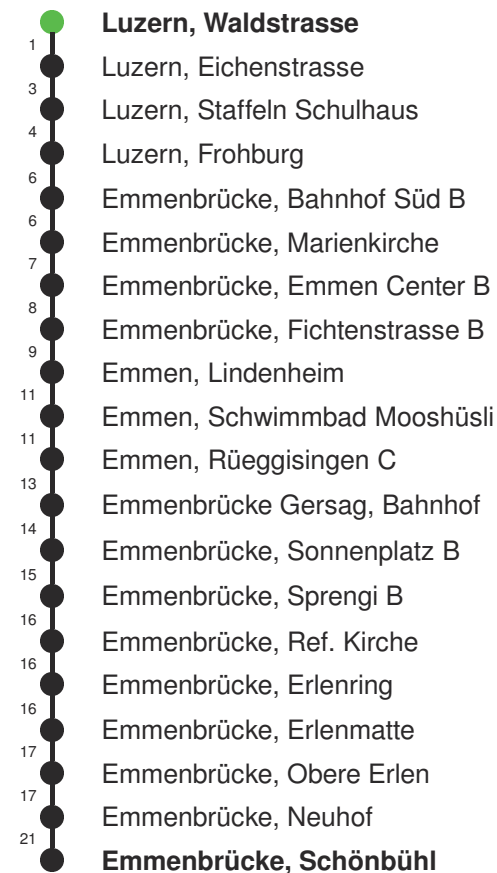 Luzern, Waldstrasse
1
Luzern, Eichenstrasse
3
Luzern, Staffeln Schulhaus
4
Luzern, Frohburg
6
Emmenbrücke, Bahnhof Süd B
6
Emmenbrücke, Marienkirche
7
Emmenbrücke, Emmen Center B
8
Emmenbrücke, Fichtenstrasse B
9
Emmen, Lindenheim
11
Emmen, Schwimmbad Mooshüsli
11
Emmen, Rüeggisingen C
13
Emmenbrücke Gersag, Bahnhof
14
Emmenbrücke, Sonnenplatz B
15
Emmenbrücke, Sprengi B
16
Emmenbrücke, Ref. Kirche
16
Emmenbrücke, Erlenring
16
Emmenbrücke, Erlenmatte
17
Emmenbrücke, Obere Erlen
17
Emmenbrücke, Neuhof
21
Emmenbrücke, Schönbühl